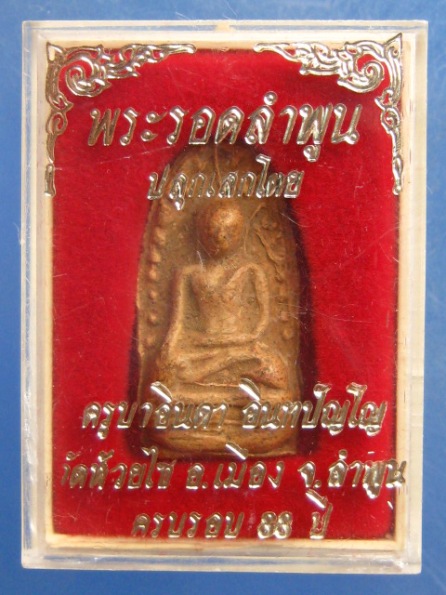 พระรอดลำพูน
ปลุกเสกโดย
ครูบาอินตา อินทปัญโญ
วัดห้วยไซ อ.เมือง จ.ลำพูน
ครบรอบ 88 ปี